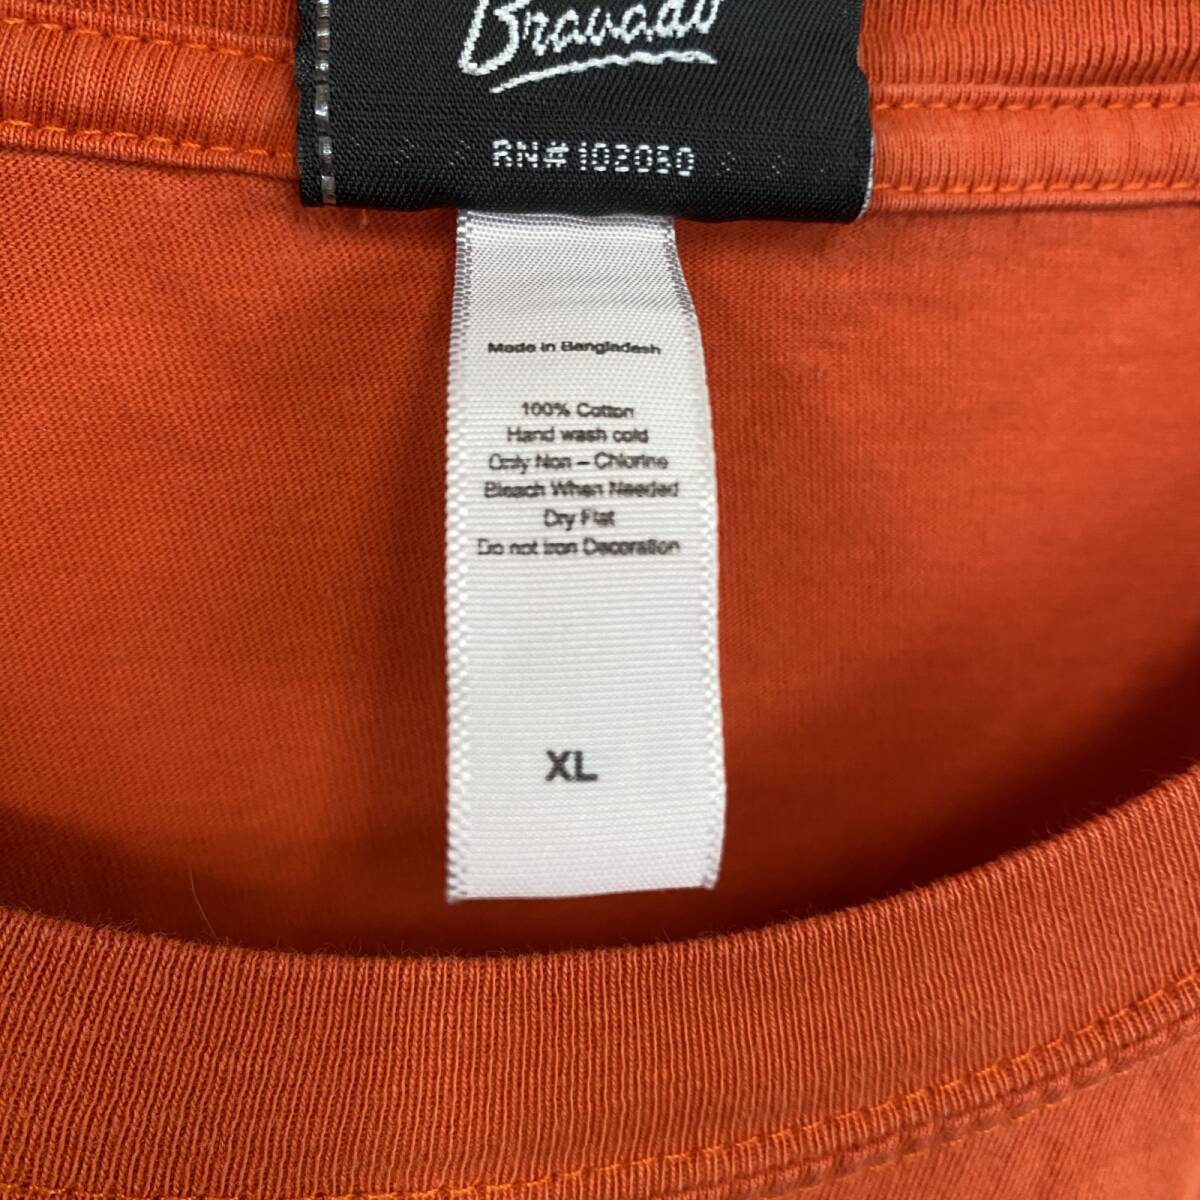 Bravado
RN#102050
Made in Bangladesh
100% Cotton
Hand wash cold
Only Non – Chlorine
Bleach When Needed
Dry Flat
Do not iron Decoration
XL